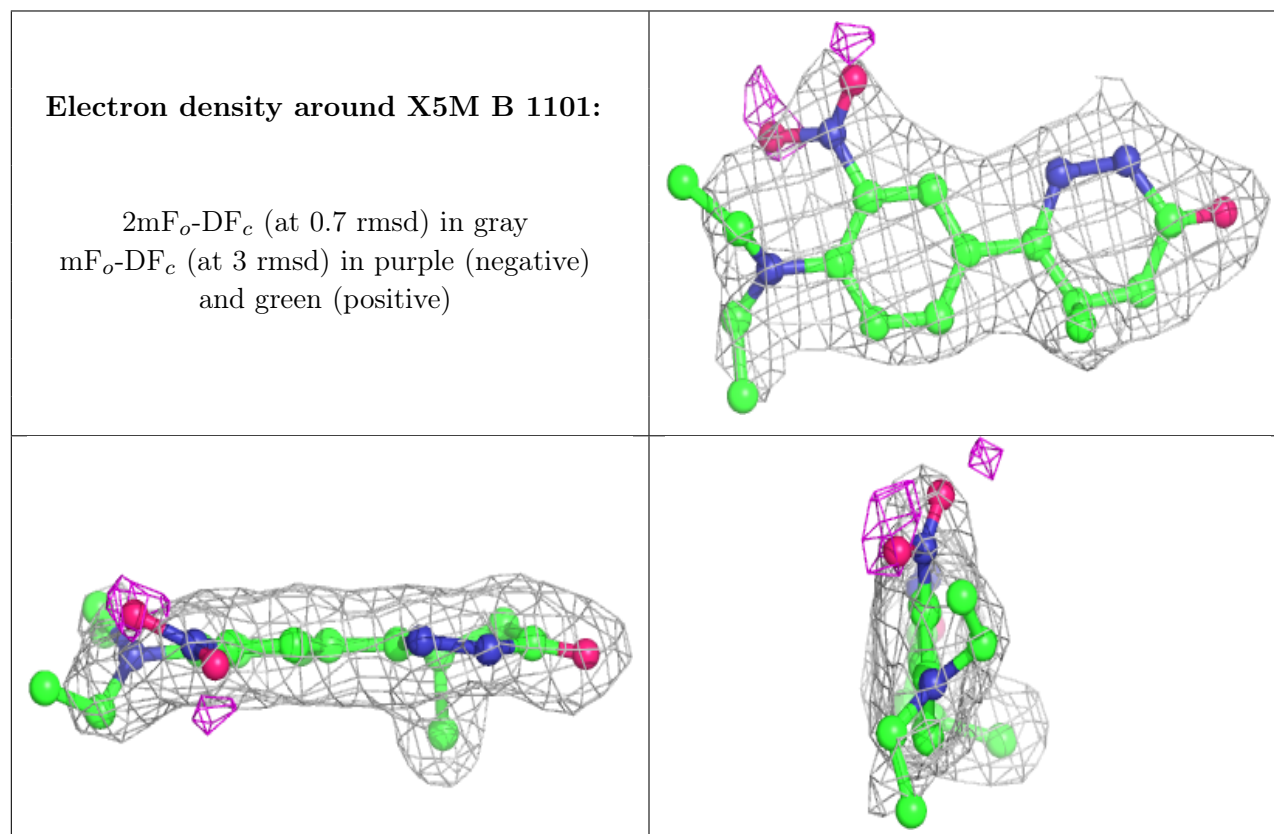 Electron density around X5M B 1101:
2mFₒ-DF𝒸 (at 0.7 rmsd) in gray
mFₒ-DF𝒸 (at 3 rmsd) in purple (negative)
and green (positive)